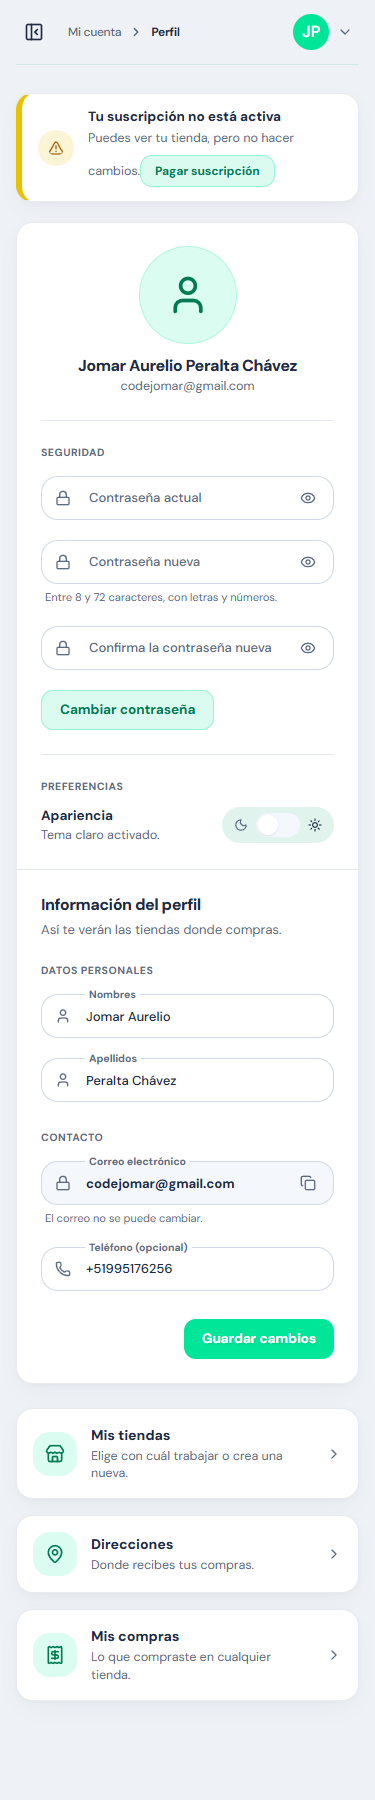 Mi cuenta > Perfil
JP
Tu suscripción no está activa
Puedes ver tu tienda, pero no hacer
cambios. Pagar suscripción
Jomar Aurelio Peralta Chávez
codejomar@gmail.com
SEGURIDAD
Contraseña actual
Contraseña nueva
Entre 8 y 72 caracteres, con letras y números.
Confirma la contraseña nueva
Cambiar contraseña
PREFERENCIAS
Apariencia
Tema claro activado.
Información del perfil
Así te verán las tiendas donde compras.
DATOS PERSONALES
Nombres
Jomar Aurelio
Apellidos
Peralta Chávez
CONTACTO
Correo electrónico
codejomar@gmail.com
El correo no se puede cambiar.
Teléfono (opcional)
+51995176256
Guardar cambios
Mis tiendas
Elige con cuál trabajar o crea una
nueva.
Direcciones
Donde recibes tus compras.
Mis compras
Lo que compraste en cualquier
tienda.